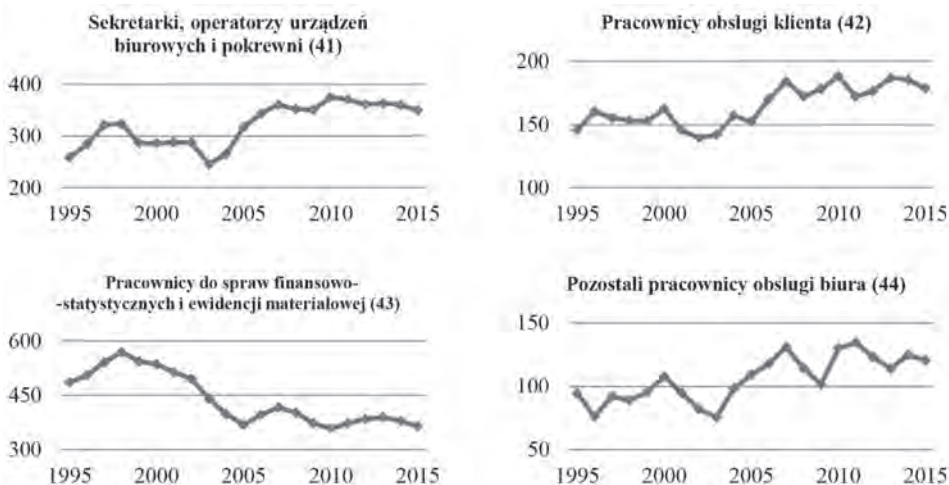 Sekretarki, operatorzy urządzeń
biurowych i pokrewni (41)
400
300
200
1995 2000 2005 2010 2015
Pracownicy obsługi klienta (42)
200
150
100
1995 2000 2005 2010 2015
Pracownicy do spraw finansowo-
-statystycznych i ewidencji materiałowej (43)
600
450
300
1995 2000 2005 2010 2015
Pozostali pracownicy obsługi biura (44)
150
100
50
1995 2000 2005 2010 2015